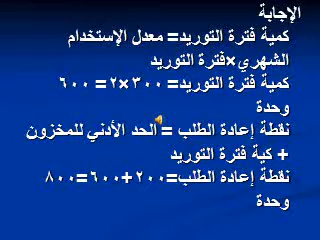 الإجابة
كمية فترة التوريد= معدل الإستخدام
الشهري×فترة التوريد
كمية فترة التوريد= ٣٠٠×٢= ٦٠٠
وحدة
نقطة إعادة الطلب = الحد الأدني للمخزون
+ كية فترة التوريد
نقطة إعادة الطلب=٢٠٠+٦٠٠=٨٠٠
وحدة